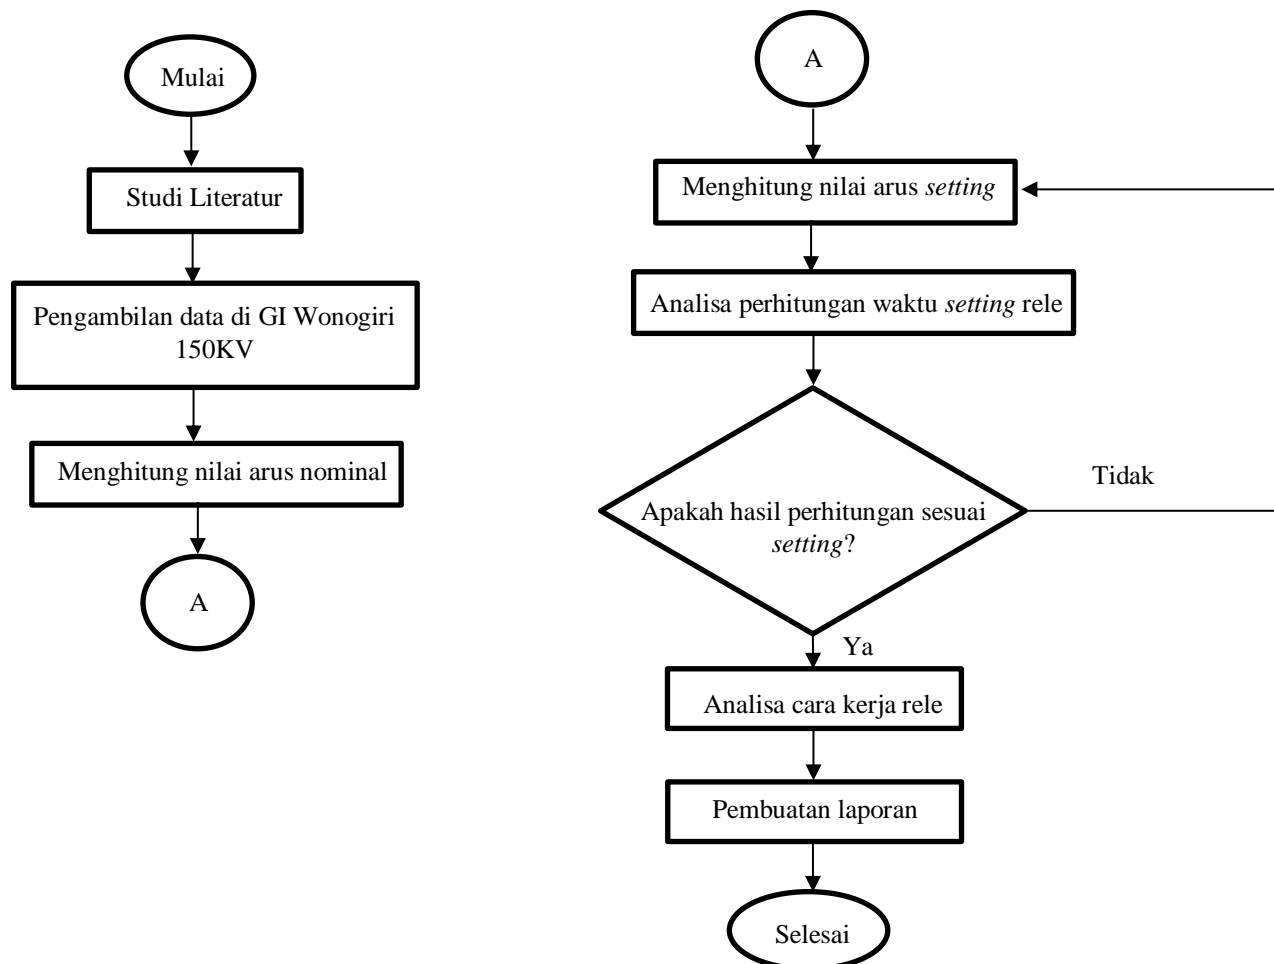 Mulai
Studi Literatur
Pengambilan data di GI Wonogiri
150KV
Menghitung nilai arus nominal
A
A
Menghitung nilai arus setting
Analisa perhitungan waktu setting rele
Apakah hasil perhitungan sesuai
setting?
Tidak
Ya
Analisa cara kerja rele
Pembuatan laporan
Selesai